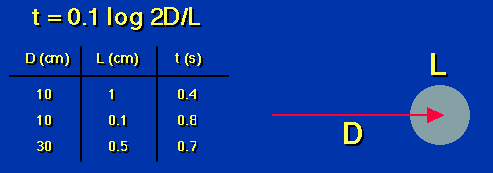 t = 0.1 log 2D/L
D (cm) L (cm) t (s)
10 1 0.4
10 0.1 0.8
30 0.5 0.7
L
D